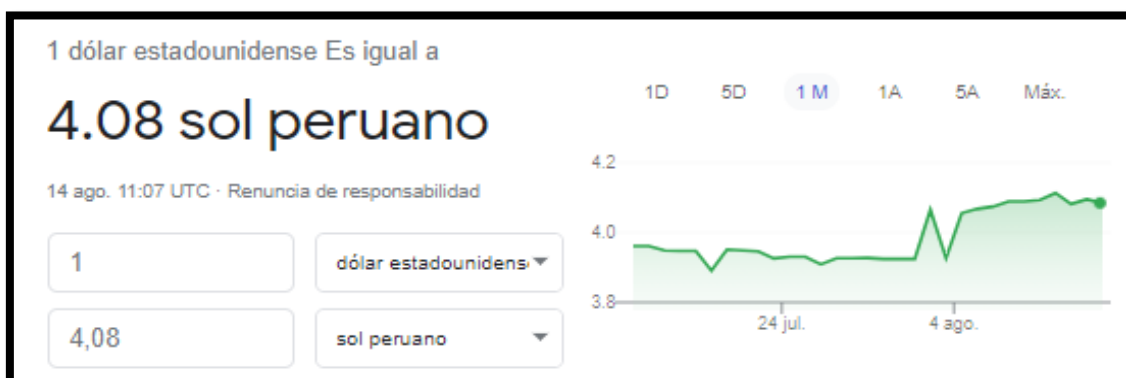 1 dólar estadounidense Es igual a
4.08 sol peruano
14 ago. 11:07 UTC · Renuncia de responsabilidad
1
dólar estadounidens
4,08
sol peruano
1D 5D 1 M 1A 5A Máx.
4.2
4.0
3.8
24 jul. 4 ago.